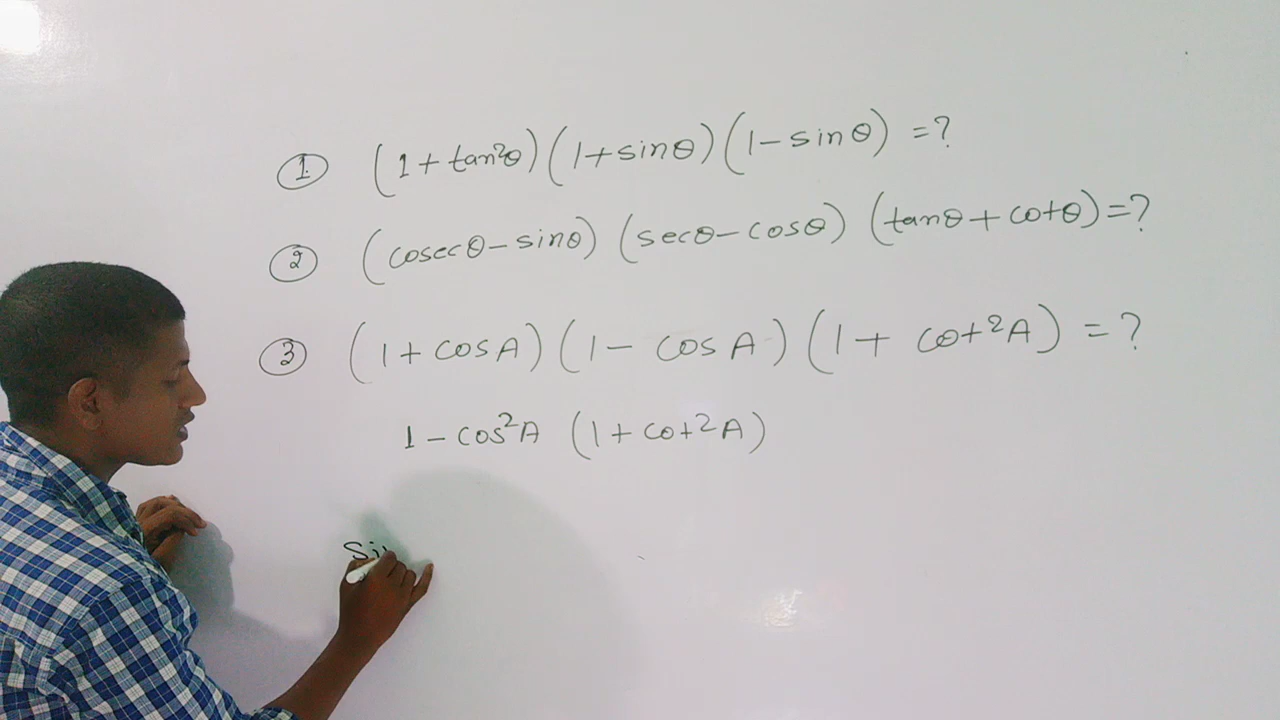 ① (1+tan²θ)(1+sinθ)(1-sinθ) =?
② (cosecθ-sinθ) (secθ-cosθ) (tanθ+cotθ)=?
③ (1+cosA)(1-cosA)(1+cot²A) = ?
1-cos²A (1+cot²A)
Si